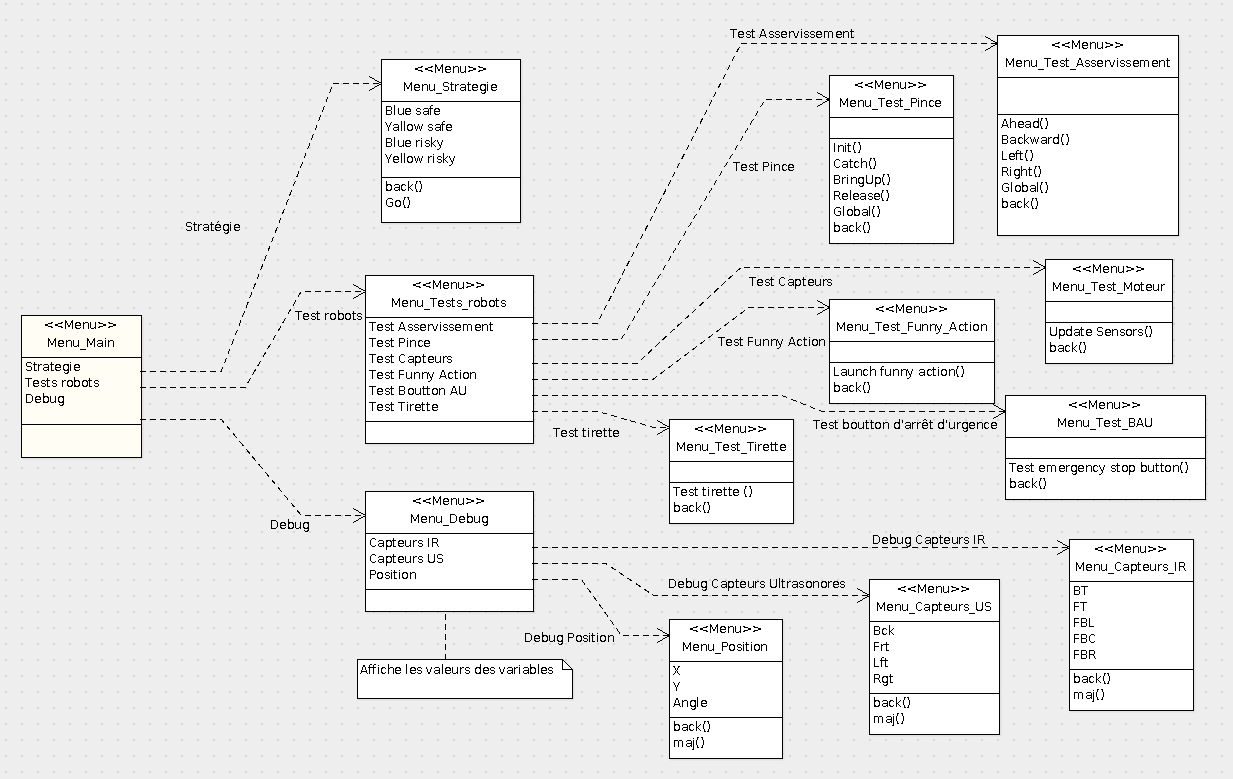 Test Asservissement
<<Menu>>
Menu_Test_Asservissement
Ahead()
Backward()
Left()
Right()
Global()
back()
<<Menu>>
Menu_Strategie
Blue safe
Yallow safe
Blue risky
Yellow risky
back()
Go()
<<Menu>>
Menu_Test_Pince
Init()
Catch()
BringUp()
Release()
Global()
back()
Test Pince
Stratégie
<<Menu>>
Menu_Tests_robots
Test Asservissement
Test Pince
Test Capteurs
Test Funny Action
Test Boutton AU
Test Tirette
Test robots
Test Capteurs
<<Menu>>
Menu_Test_Moteur
Update Sensors()
back()
<<Menu>>
Menu_Test_Funny_Action
Launch funny action()
back()
Test Funny Action
<<Menu>>
Menu_Main
Strategie
Tests robots
Debug
Test boutton d'arrêt d'urgence
<<Menu>>
Menu_Test_BAU
Test emergency stop button()
back()
Test tirette
<<Menu>>
Menu_Test_Tirette
Test tirette ()
back()
Debug
<<Menu>>
Menu_Debug
Capteurs IR
Capteurs US
Position
Debug Capteurs IR
<<Menu>>
Menu_Capteurs_IR
BT
FT
FBL
FBC
FBR
back()
maj()
Debug Capteurs Ultrasonores
<<Menu>>
Menu_Capteurs_US
Bck
Frt
Lft
Rgt
back()
maj()
Debug Position
<<Menu>>
Menu_Position
X
Y
Angle
back()
maj()
Affiche les valeurs des variables